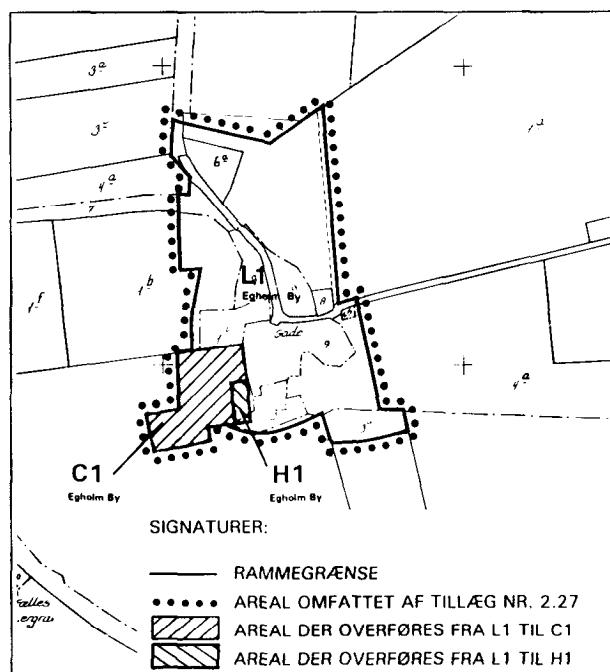 3ª
3ᶜ
6ª
1ª
4ª
7
1ᶠ
1ᵇ
L1
Egholm By
8
Gade
9
5
4ª
C1
Egholm By
H1
Egholm By
SIGNATURER:
RAMMEGRÆNSE
AREAL OMFATTET AF TILLÆG NR. 2.27
AREAL DER OVERFØRES FRA L1 TIL C1
AREAL DER OVERFØRES FRA L1 TIL H1